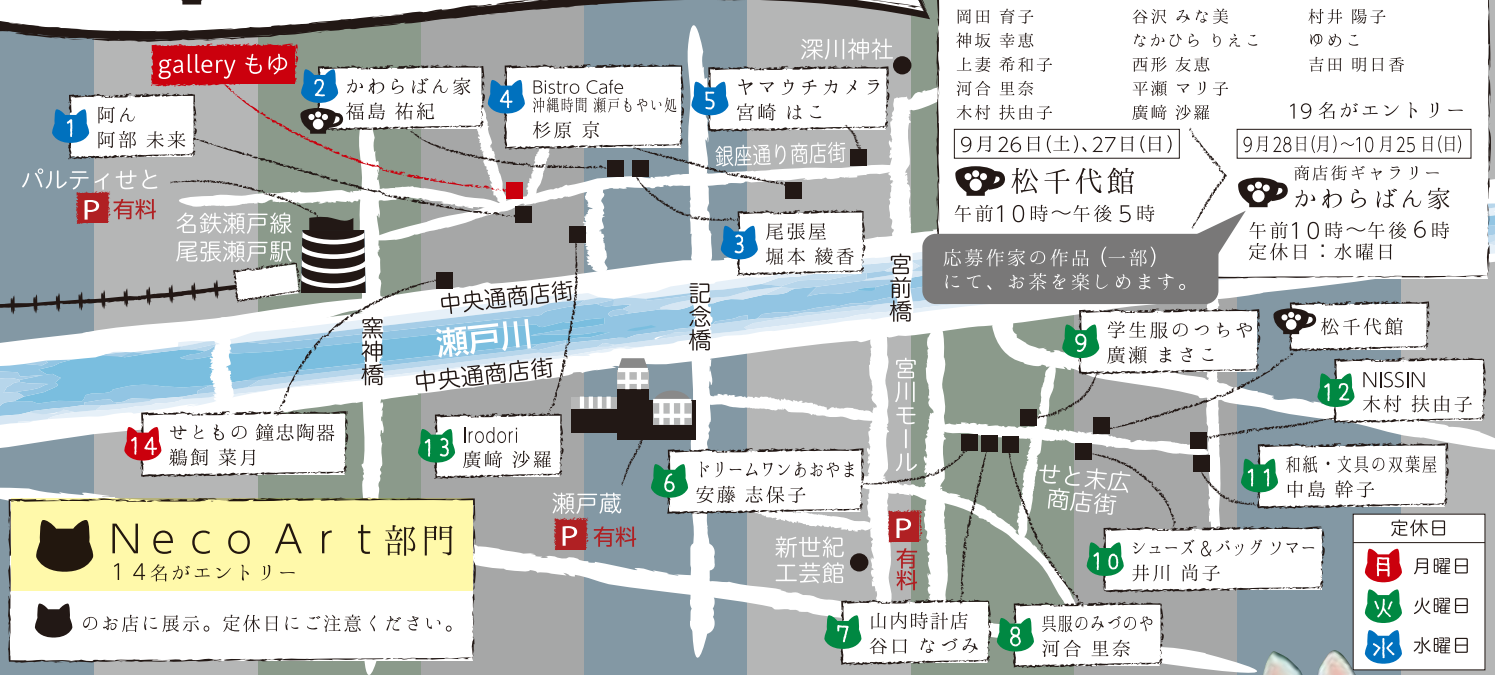 岡田 育子
神坂 幸恵
上妻 希和子
河合 里奈
木村 扶由子
谷沢 みな美
なかひら りえこ
西形 友恵
平瀬 マリ子
廣﨑 沙羅
村井 陽子
ゆめこ
吉田 明日香
19名がエントリー
9月26日(土)、27日(日)
松千代館
午前10時〜午後5時
9月28日(月)〜10月25日(日)
商店街ギャラリー
かわらばん家
午前10時〜午後6時
定休日：水曜日
応募作家の作品（一部）
にて、お茶を楽しめます。
gallery もゆ
1
阿ん
阿部 未来
2
かわらばん家
福島 祐紀
4
Bistro Cafe
沖縄時間 瀬戸もやい処
杉原 京
5
ヤマウチカメラ
宮崎 はこ
深川神社
銀座通り商店街
パルティせと
P 有料
名鉄瀬戸線
尾張瀬戸駅
3
尾張屋
堀本 綾香
中央通商店街
瀬戸川
中央通商店街
窯神橋
記念橋
宮前橋
宮川モール
14
せともの 鐘忠陶器
鵜飼 菜月
13
Irodori
廣﨑 沙羅
瀬戸蔵
P 有料
6
ドリームワンあおやま
安藤 志保子
9
学生服のつちや
廣瀬 まさこ
松千代館
12
NISSIN
木村 扶由子
せと末広
商店街
11
和紙・文具の双葉屋
中島 幹子
10
シューズ＆バッグ ソマー
井川 尚子
新世紀
工芸館
P 有料
7
山内時計店
谷口 なづみ
8
呉服のみづのや
河合 里奈
Neco Art部門
14名がエントリー
のお店に展示。定休日にご注意ください。
定休日
月 月曜日
火 火曜日
水 水曜日